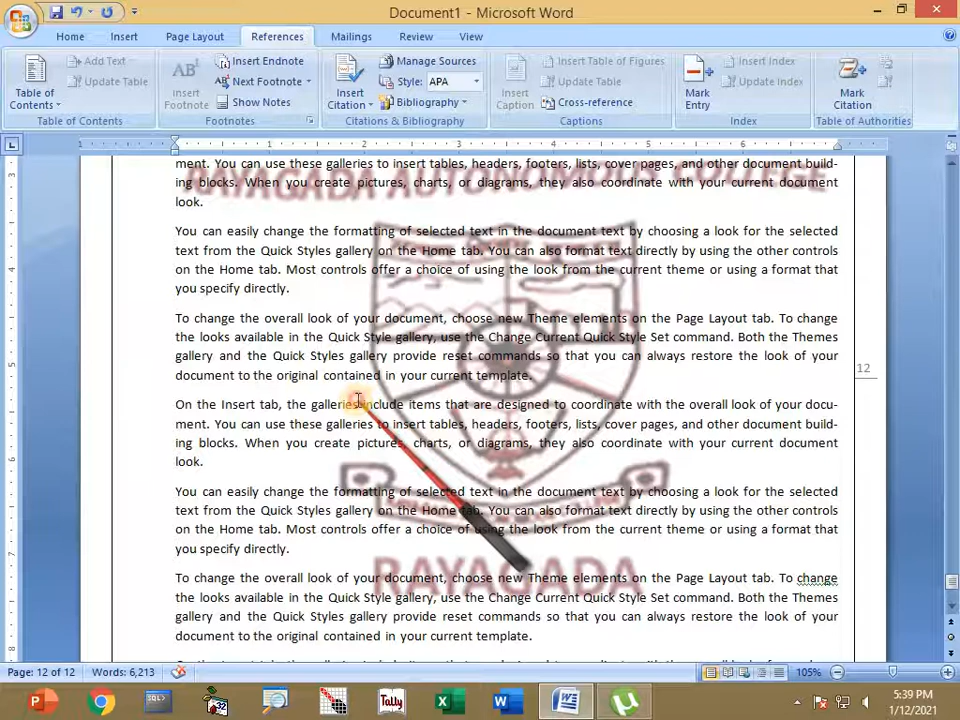 Document1 - Microsoft Word
Home Insert Page Layout References Mailings Review View
Table of Contents
Add Text
Update Table
Table of Contents
AB¹
Insert Footnote
Insert Endnote
Next Footnote
Show Notes
Footnotes
Insert Citation
Manage Sources
Style: APA
Bibliography
Citations & Bibliography
Insert Caption
Insert Table of Figures
Update Table
Cross-reference
Captions
Mark Entry
Insert Index
Update Index
Index
Mark Citation
Table of Authorities
1 1 2 3 4 5 6
RAYAGADA AUTONOMOUS COLLEGE
ment. You can use these galleries to insert tables, headers, footers, lists, cover pages, and other document build-
ing blocks. When you create pictures, charts, or diagrams, they also coordinate with your current document
look.
You can easily change the formatting of selected text in the document text by choosing a look for the selected
text from the Quick Styles gallery on the Home tab. You can also format text directly by using the other controls
on the Home tab. Most controls offer a choice of using the look from the current theme or using a format that
you specify directly.
To change the overall look of your document, choose new Theme elements on the Page Layout tab. To change
the looks available in the Quick Style gallery, use the Change Current Quick Style Set command. Both the Themes
gallery and the Quick Styles gallery provide reset commands so that you can always restore the look of your
document to the original contained in your current template.
12
On the Insert tab, the galleries include items that are designed to coordinate with the overall look of your docu-
ment. You can use these galleries to insert tables, headers, footers, lists, cover pages, and other document build-
ing blocks. When you create pictures, charts, or diagrams, they also coordinate with your current document
look.
You can easily change the formatting of selected text in the document text by choosing a look for the selected
text from the Quick Styles gallery on the Home tab. You can also format text directly by using the other controls
on the Home tab. Most controls offer a choice of using the look from the current theme or using a format that
you specify directly.
RAYAGADA
To change the overall look of your document, choose new Theme elements on the Page Layout tab. To change
the looks available in the Quick Style gallery, use the Change Current Quick Style Set command. Both the Themes
gallery and the Quick Styles gallery provide reset commands so that you can always restore the look of your
document to the original contained in your current template.
Page: 12 of 12 Words: 6,213 105%
SQL Tally
5:39 PM
1/12/2021